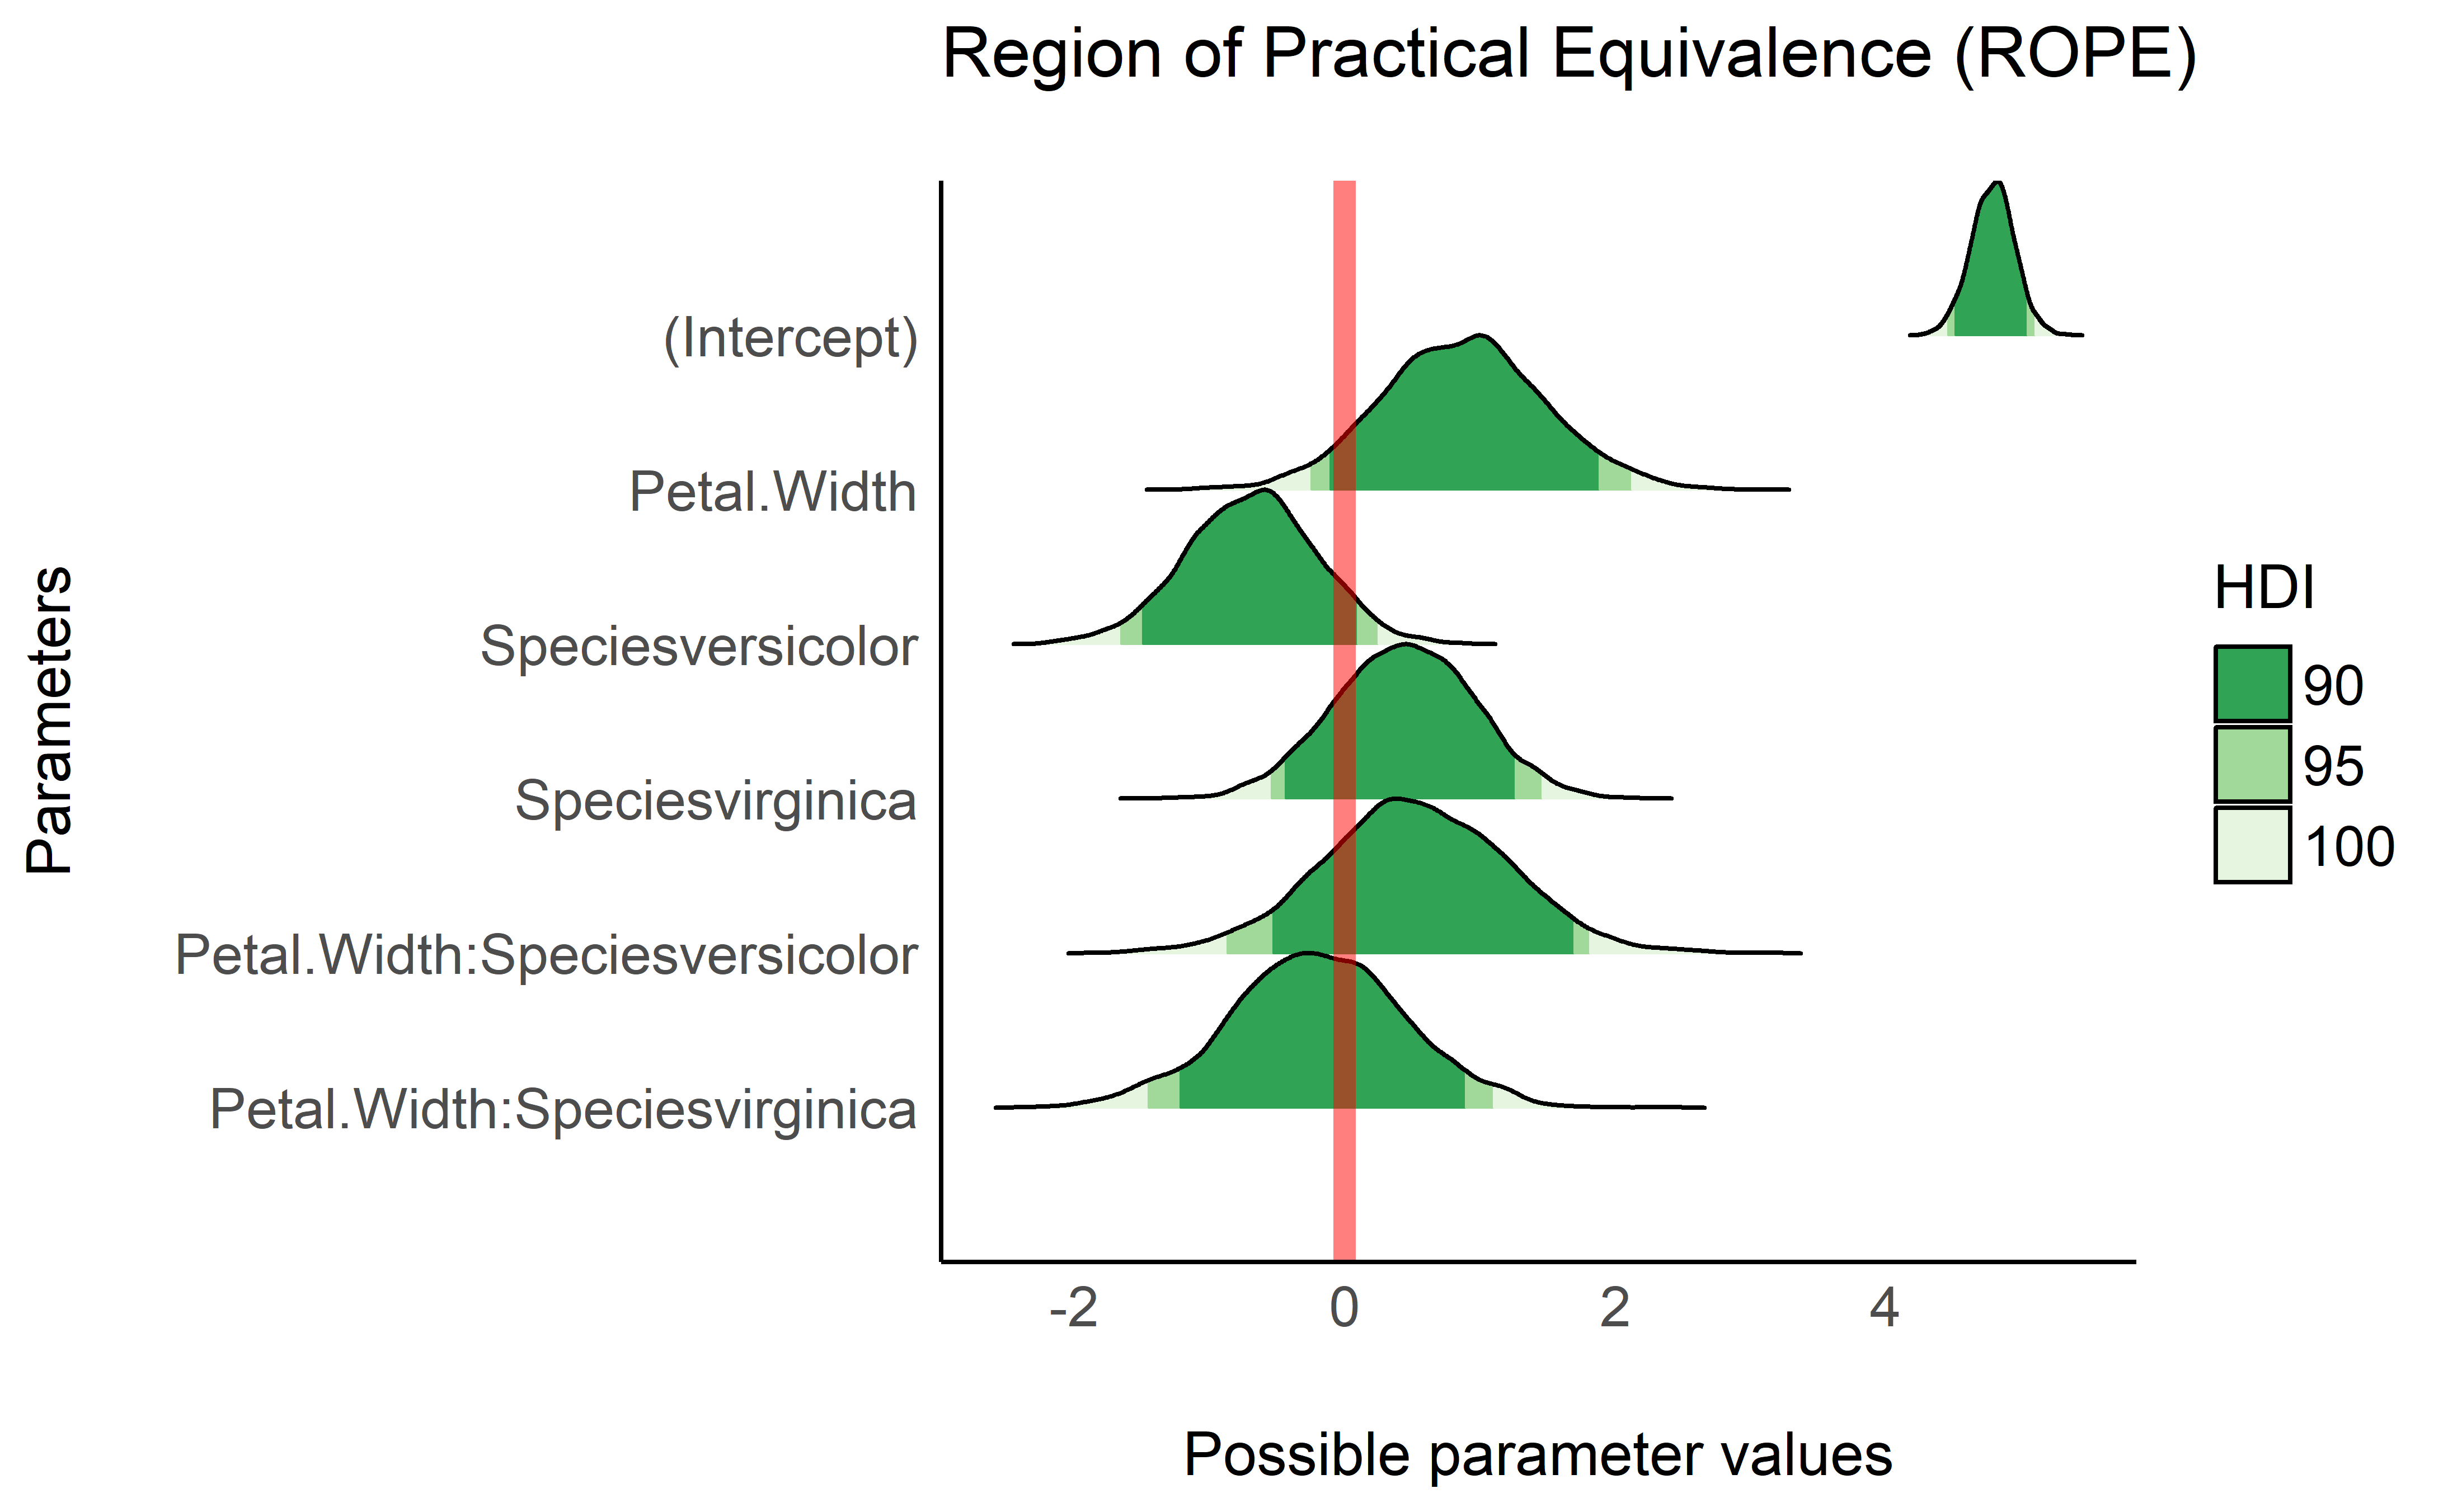 Region of Practical Equivalence (ROPE)
(Intercept)
Petal.Width
Speciesversicolor
Speciesvirginica
Petal.Width:Speciesversicolor
Petal.Width:Speciesvirginica
Parameters
-2 0 2 4
Possible parameter values
HDI
90
95
100